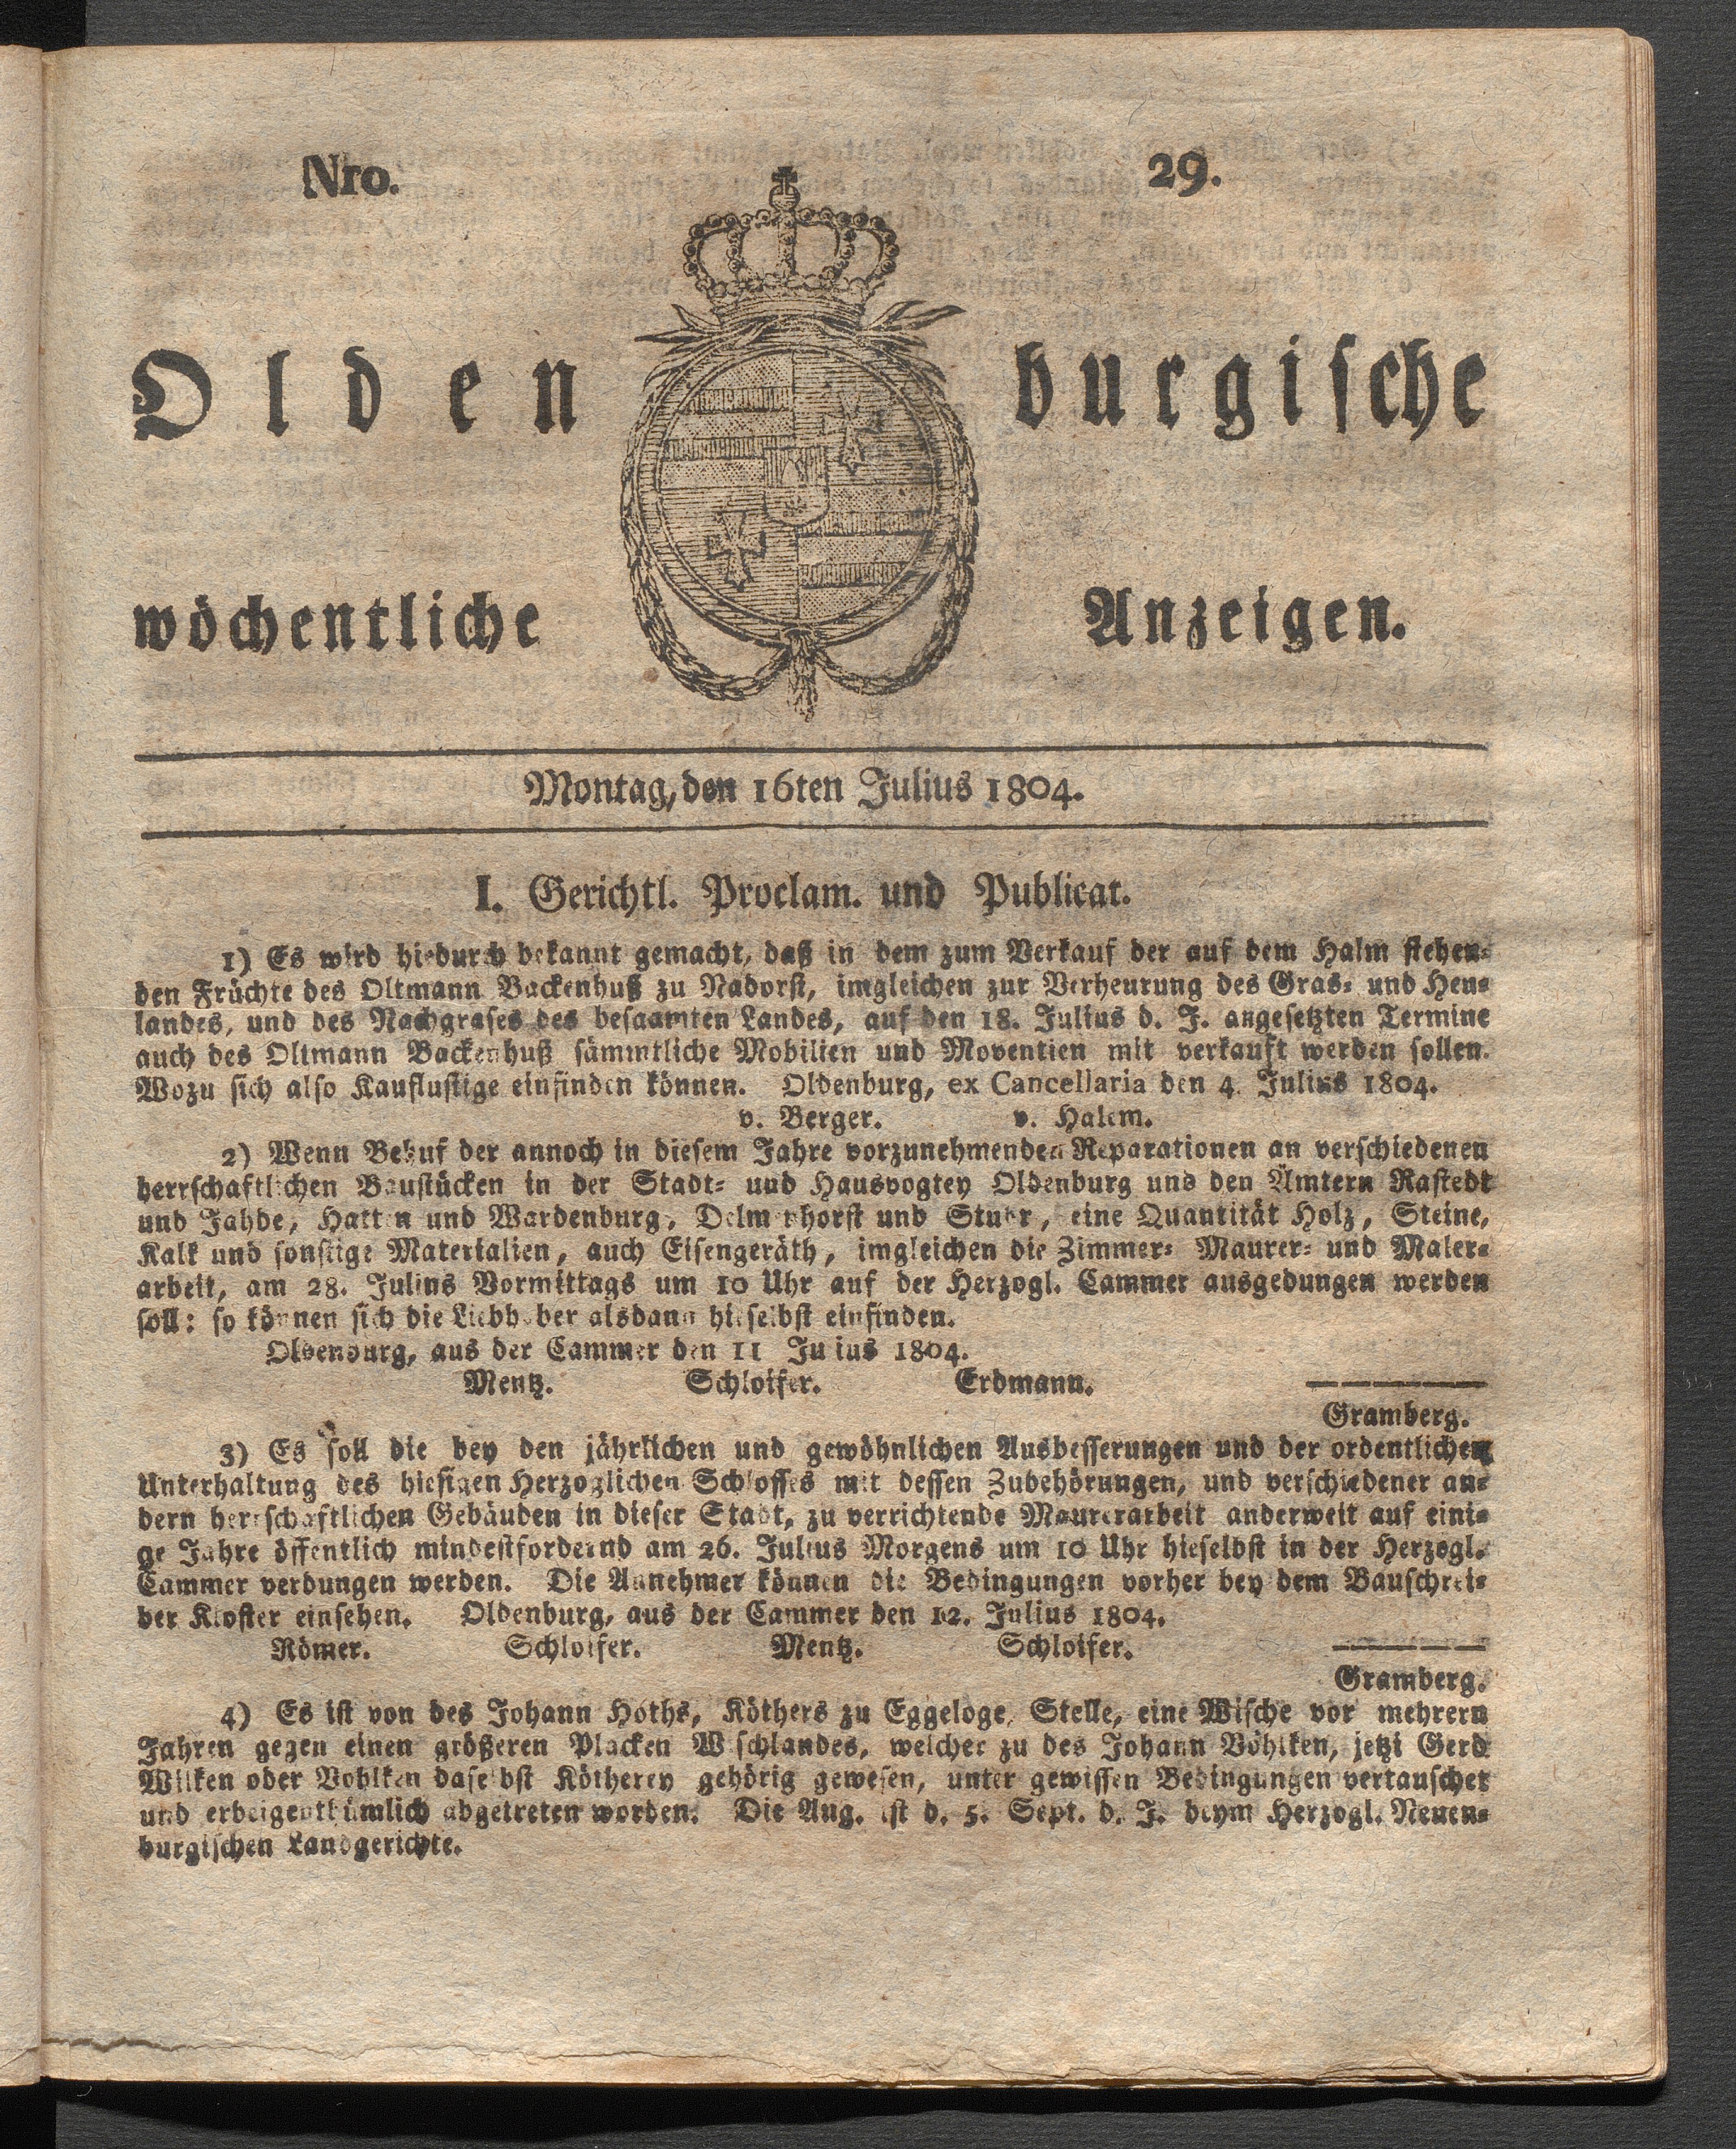 Nro. 29.
Oldenburgische
wöchentliche Anzeigen.
Montag, den 16ten Julius 1804.
I. Gerichtl. Proclam. und Publicat.
1) Es wird hiedurch bekannt gemacht, daß in dem zum Verkauf der auf dem Halm stehen-
den Früchte des Oltmann Backenhuß zu Nadorst, imgleichen zur Verheurung des Gras- und Heu-
landes, und des Nachgrases des besaamten Landes, auf den 18. Julius d. J. angesetzten Termine
auch des Oltmann Backenhuß sämmtliche Mobilien und Moventien mit verkauft werden sollen.
Wozu sich also Kauflustige einfinden können. Oldenburg, ex Cancellaria den 4. Julius 1804.
v. Berger. v. Halem.
2) Wenn Behuf der annoch in diesem Jahre vorzunehmenden Reparationen an verschiedenen
herrschaftlichen Baustücken in der Stadt- und Hausvogtey Oldenburg und den Ämtern Rastedt
und Jahde, Hatten und Wardenburg, Delmenhorst und Stuhr, eine Quantität Holz, Steine,
Kalk und sonstige Materialien, auch Eisengeräth, imgleichen die Zimmer- Maurer- und Maler-
arbeit, am 28. Julius Vormittags um 10 Uhr auf der Herzogl. Cammer ausgedungen werden
soll: so können sich die Liebhaber alsdann hieselbst einfinden.
Oldenburg, aus der Cammer den 11 Julius 1804.
Mentz. Schloifer. Erdmann.
Gramberg.
3) Es soll die bey den jährlichen und gewöhnlichen Ausbesserungen und der ordentlichen
Unterhaltung des hiesigen Herzoglichen Schlosses mit dessen Zubehörungen, und verschiedener an-
dern herrschaftlichen Gebäuden in dieser Stadt, zu verrichtende Maurerarbeit anderweit auf eini-
ge Jahre öffentlich mindestfordernd am 26. Julius Morgens um 10 Uhr hieselbst in der Herzogl.
Cammer verdungen werden. Die Annehmer können die Bedingungen vorher bey dem Bauschrei-
ber Kloster einsehen. Oldenburg, aus der Cammer den 12. Julius 1804.
Römer. Schloifer. Mentz. Schloifer.
Gramberg.
4) Es ist von des Johann Hoths, Köthers zu Eggeloge, Stelle, eine Wische vor mehrern
Jahren gegen einen größeren Placken Wischlandes, welcher zu des Johann Böhlken, jetzt Gerd
Wilken oder Vohlken daselbst Kötherey gehörig gewesen, unter gewissen Bedingungen vertauschet
und erbeigenthümlich abgetreten worden. Die Ang. ist d. 5. Sept. d. J. beym Herzogl. Neuen-
burgischen Landgerichte.